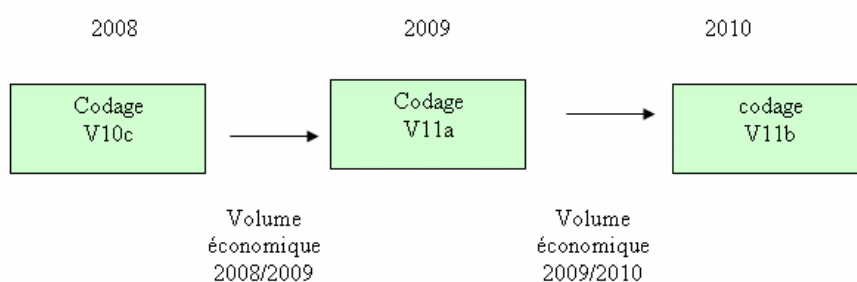 2008
2009
2010
Codage
V10c
Codage
V11a
codage
V11b
Volume
économique
2008/2009
Volume
économique
2009/2010